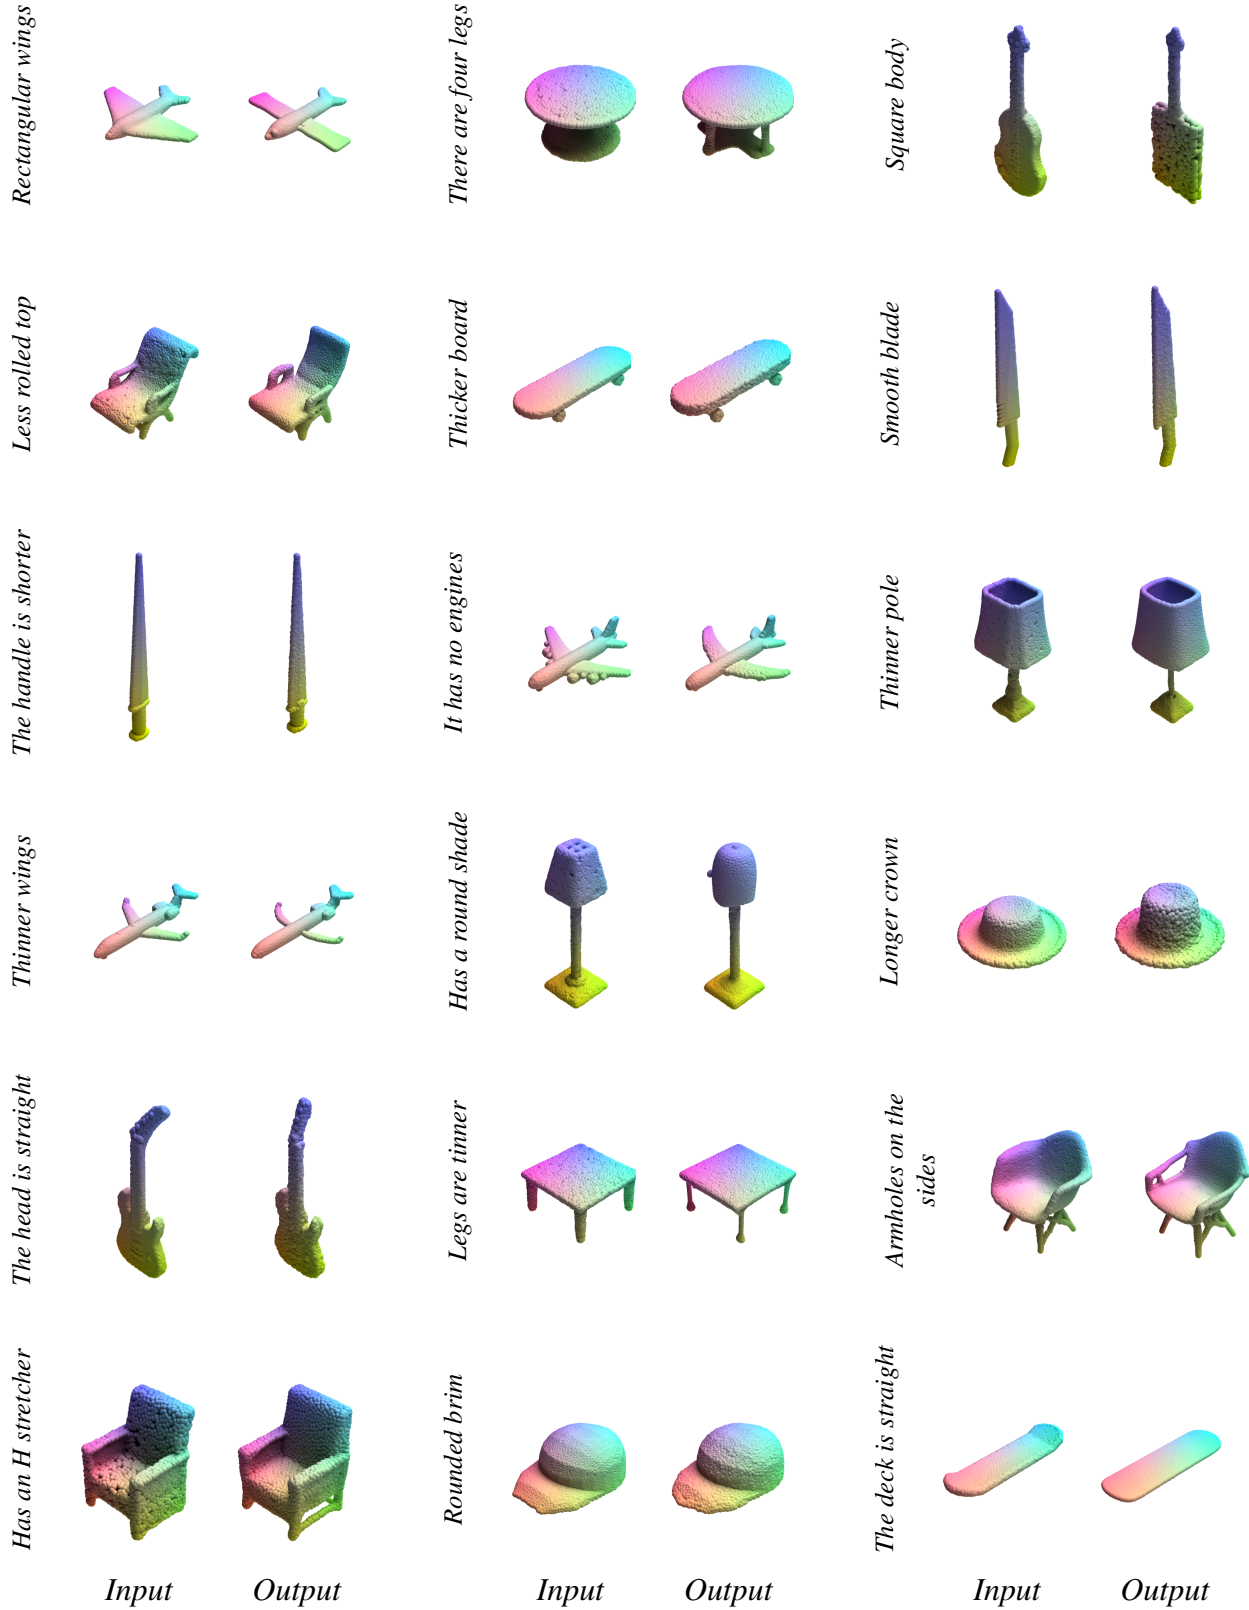 Rectangular wings
There are four legs
Square body
Less rolled top
Thicker board
Smooth blade
The handle is shorter
It has no engines
Thinner pole
Thinner wings
Has a round shade
Longer crown
The head is straight
Legs are tinner
Armholes on the
sides
Has an H stretcher
Rounded brim
The deck is straight
Input
Output
Input
Output
Input
Output